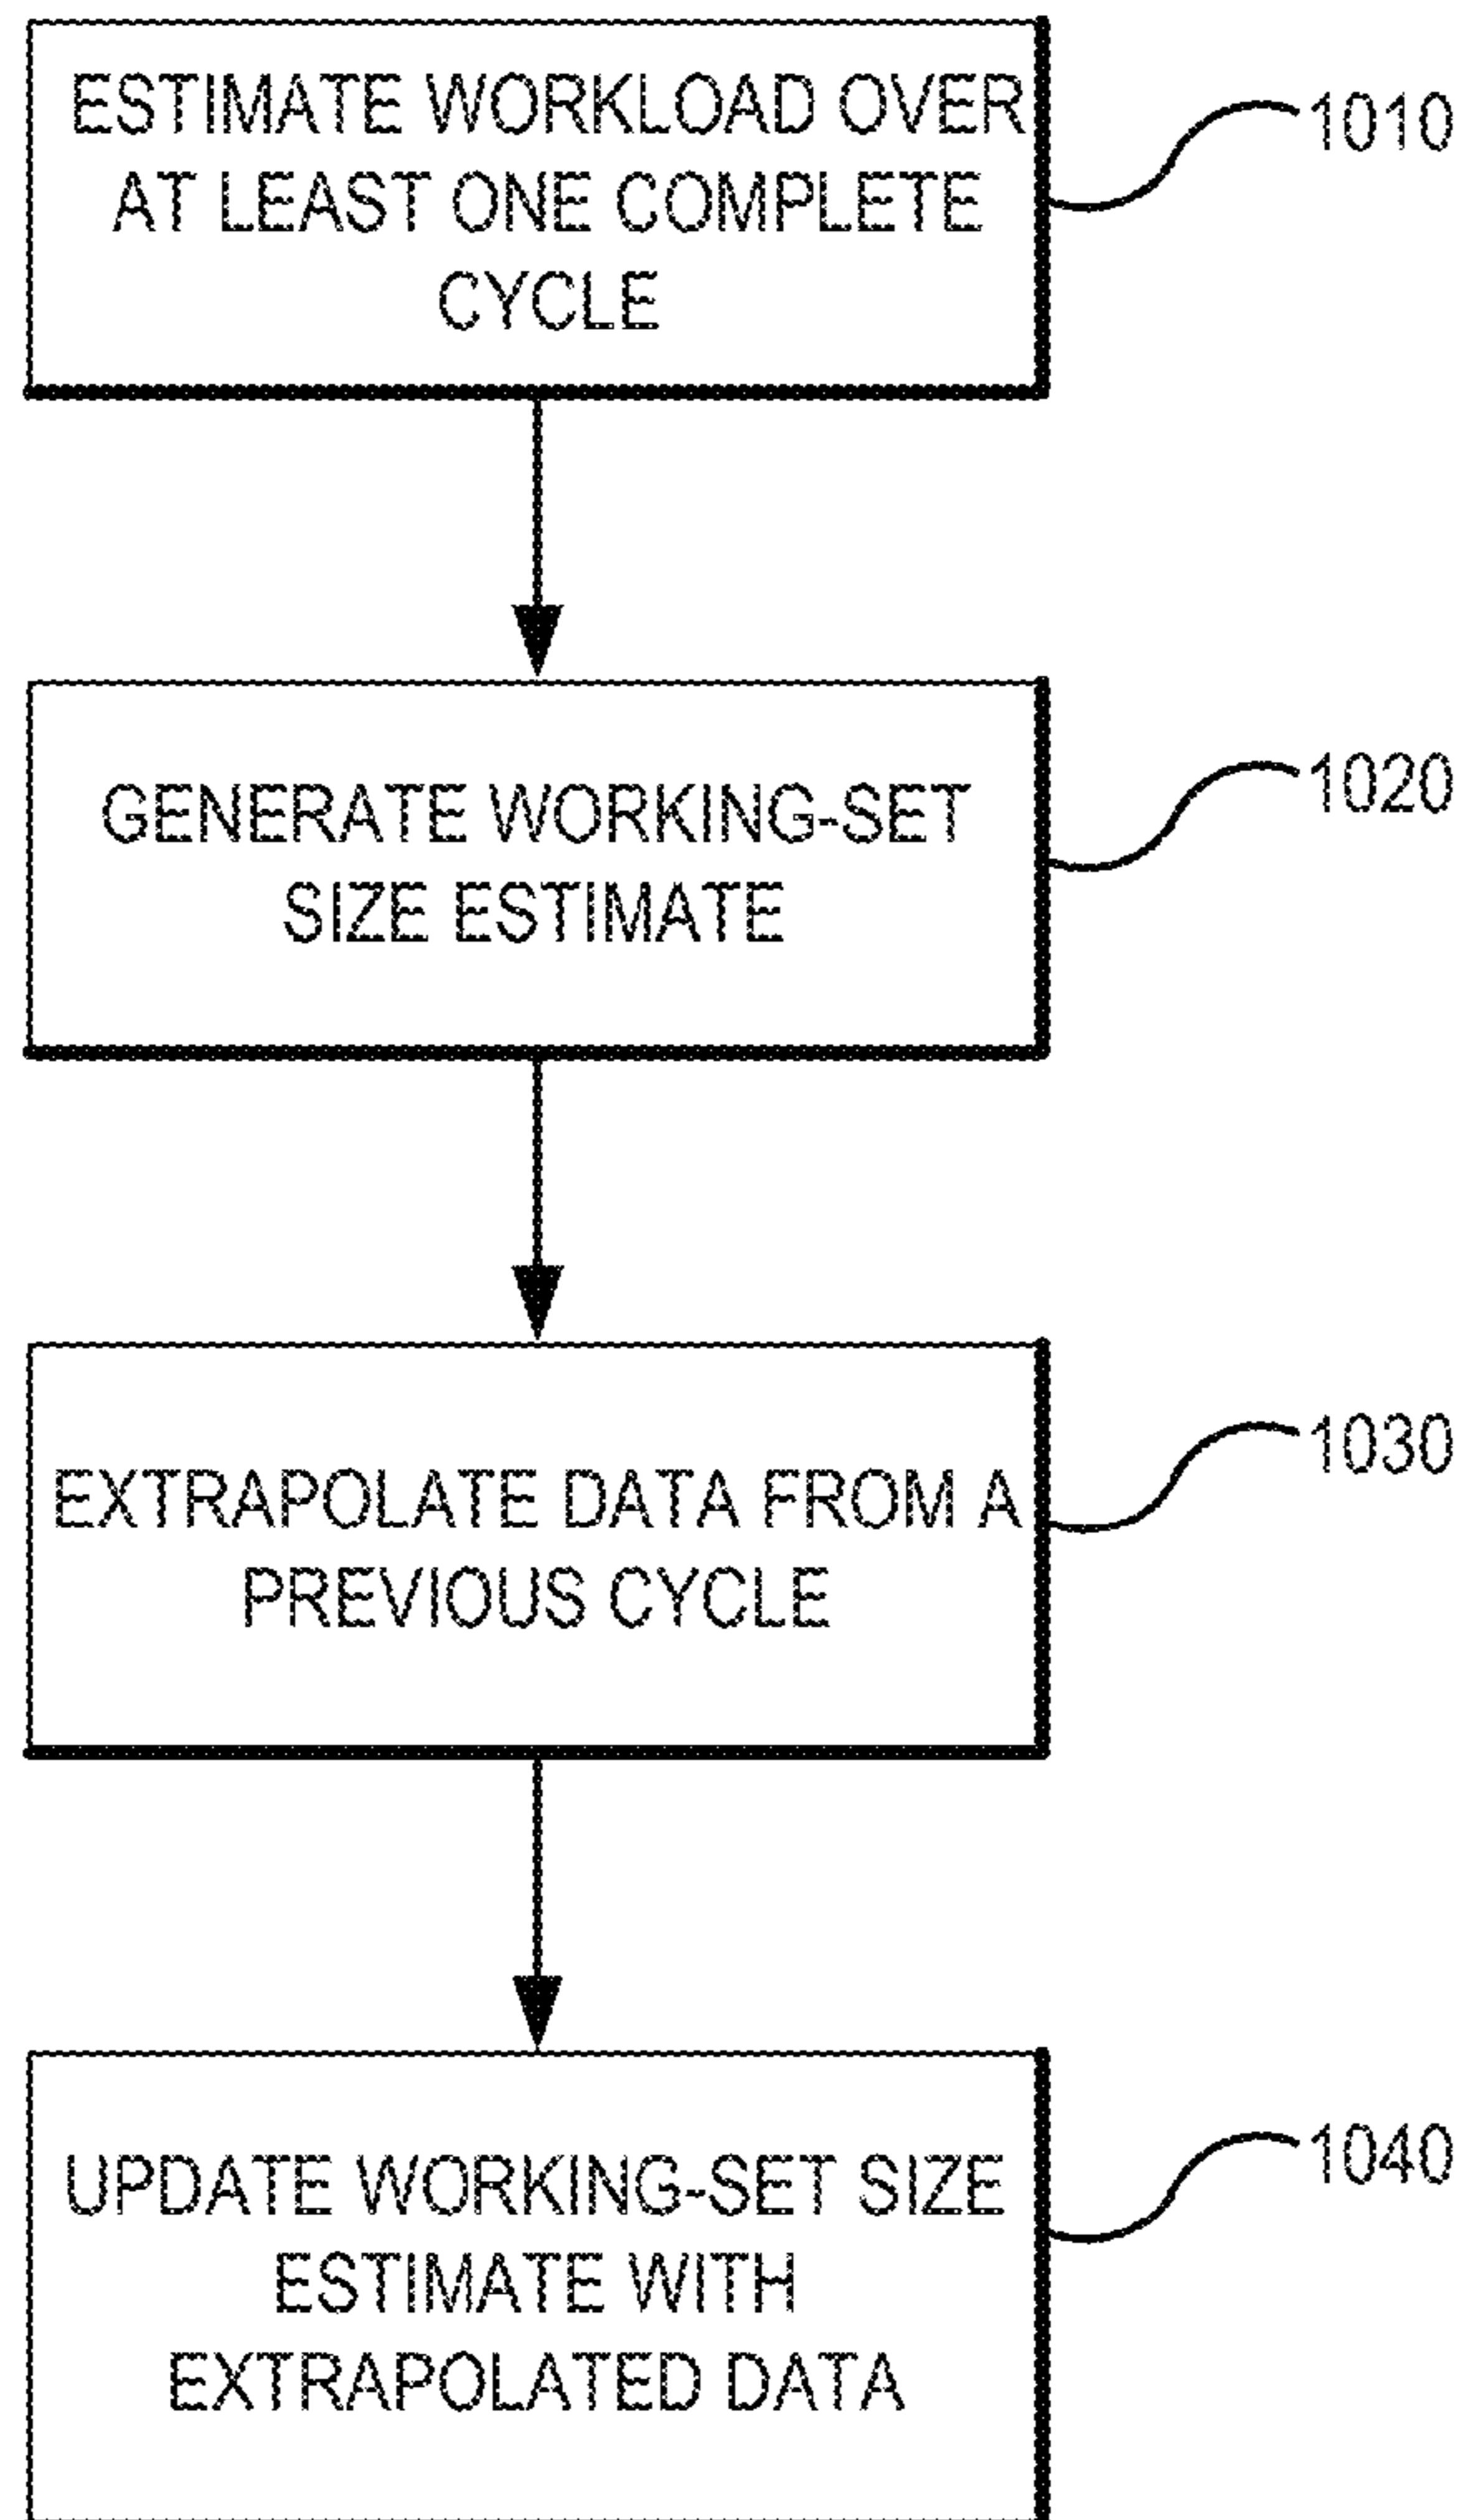 ESTIMATE WORKLOAD OVER
AT LEAST ONE COMPLETE
CYCLE
1010
GENERATE WORKING-SET
SIZE ESTIMATE
1020
EXTRAPOLATE DATA FROM A
PREVIOUS CYCLE
1030
UPDATE WORKING-SET SIZE
ESTIMATE WITH
EXTRAPOLATED DATA
1040